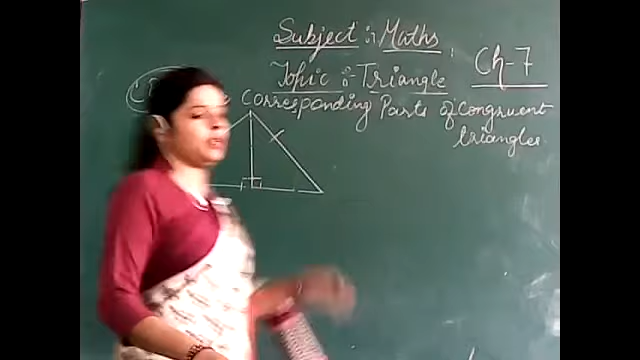 Subject :- Maths
Ch-7
Topic :- Triangle
Corresponding Parts of congruent
triangles